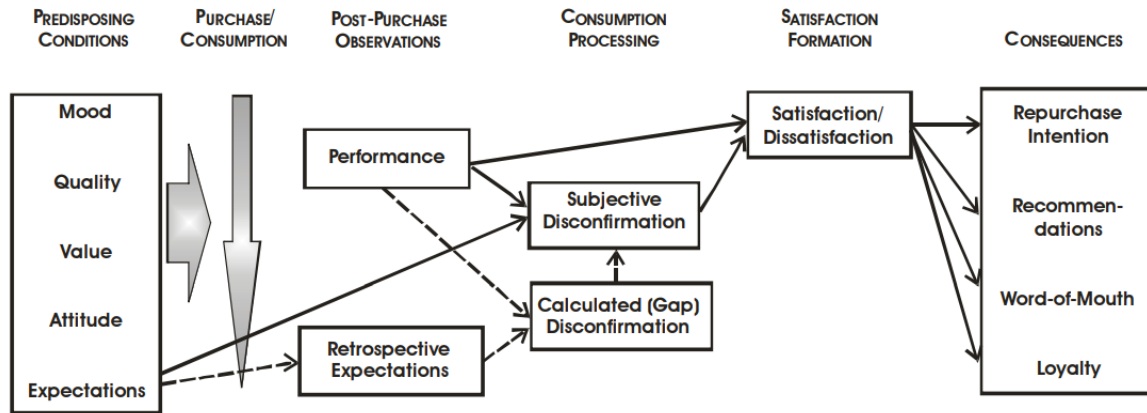 PREDISPOSING
CONDITIONS
PURCHASE/
CONSUMPTION
POST-PURCHASE
OBSERVATIONS
CONSUMPTION
PROCESSING
SATISFACTION
FORMATION
CONSEQUENCES
Mood
Quality
Value
Attitude
Expectations
Performance
Retrospective
Expectations
Subjective
Disconfirmation
Calculated (Gap)
Disconfirmation
Satisfaction/
Dissatisfaction
Repurchase
Intention
Recommen-
dations
Word-of-Mouth
Loyalty